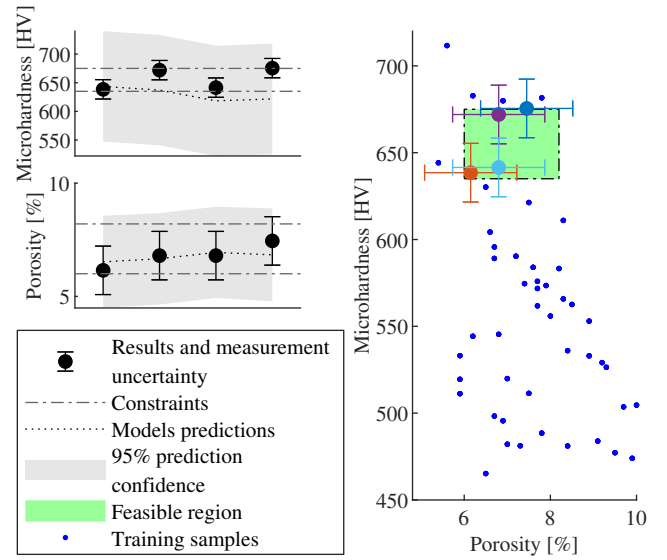 Microhardness [HV]
700
650
600
550
Porosity [%]
10
5
Results and measurement
uncertainty
Constraints
Models predictions
95% prediction
confidence
Feasible region
Training samples
Microhardness [HV]
700
650
600
550
500
450
6
8
10
Porosity [%]